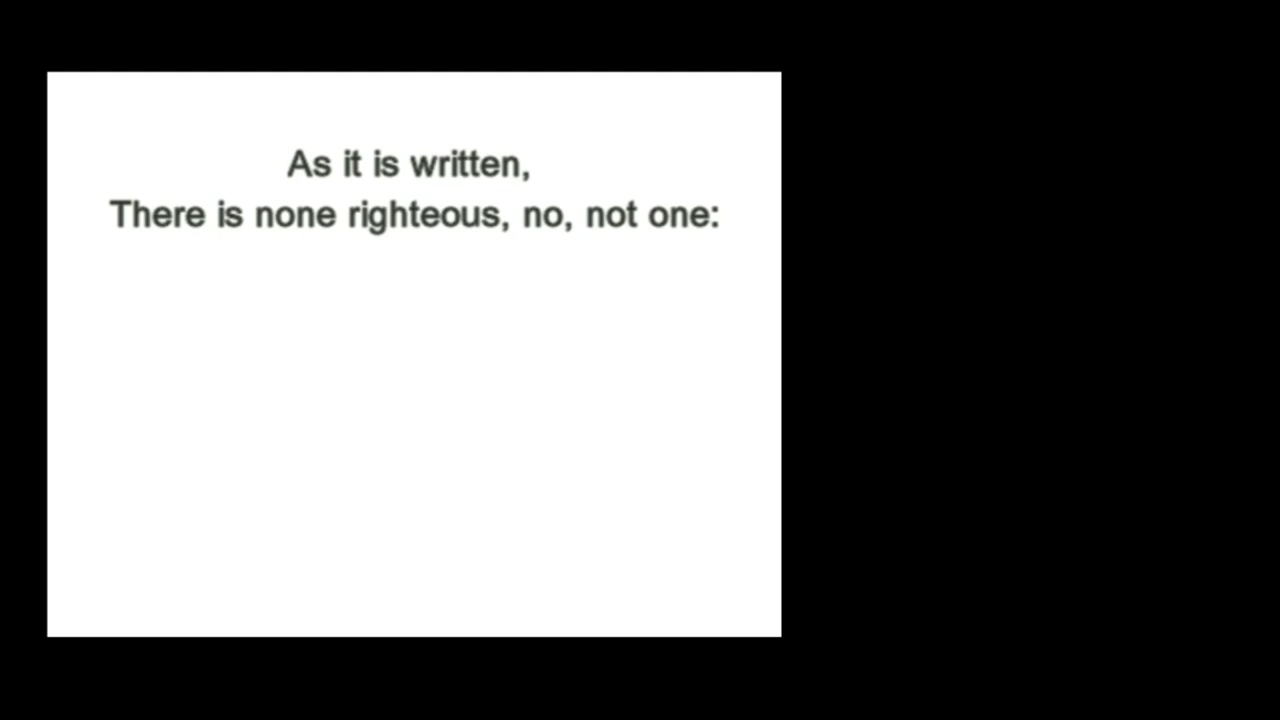 As it is written,
There is none righteous, no, not one: